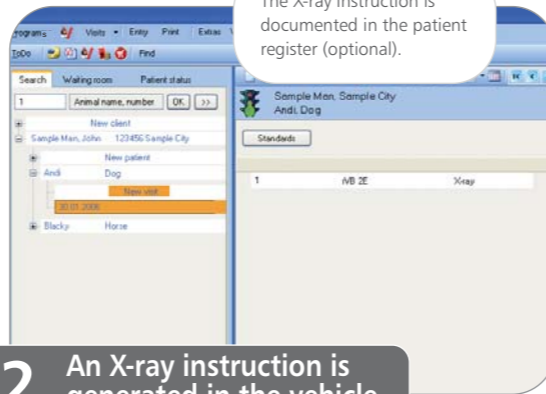 The X-ray instruction is
documented in the patient
register (optional).
Visits Entry Print Extras
ToDo Find
Search Waiting room Patient status
1 Animal name, number OK >>
New client
Sample Man, John 123456 Sample City
New patient
Andi Dog
New visit
30.01.2006
Blacky Horse
Sample Man, Sample City
Andi, Dog
Standards
1 IVB 2E X-ray
2 An X-ray instruction is
generated in the vehicle